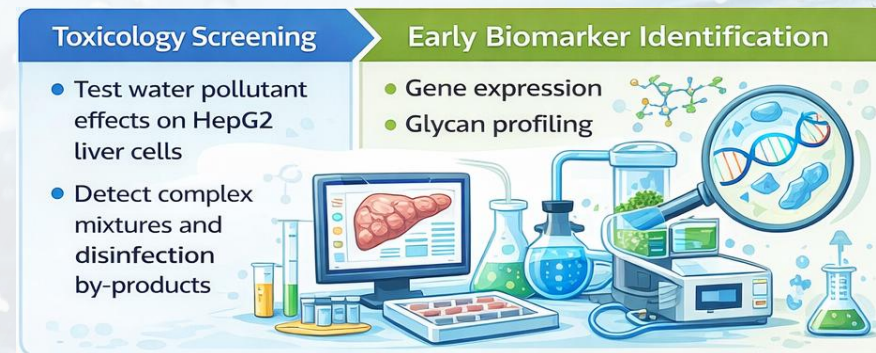 Toxicology Screening
Early Biomarker Identification
Test water pollutant
effects on HepG2
liver cells
Detect complex
mixtures and
disinfection
by-products
Gene expression
Glycan profiling